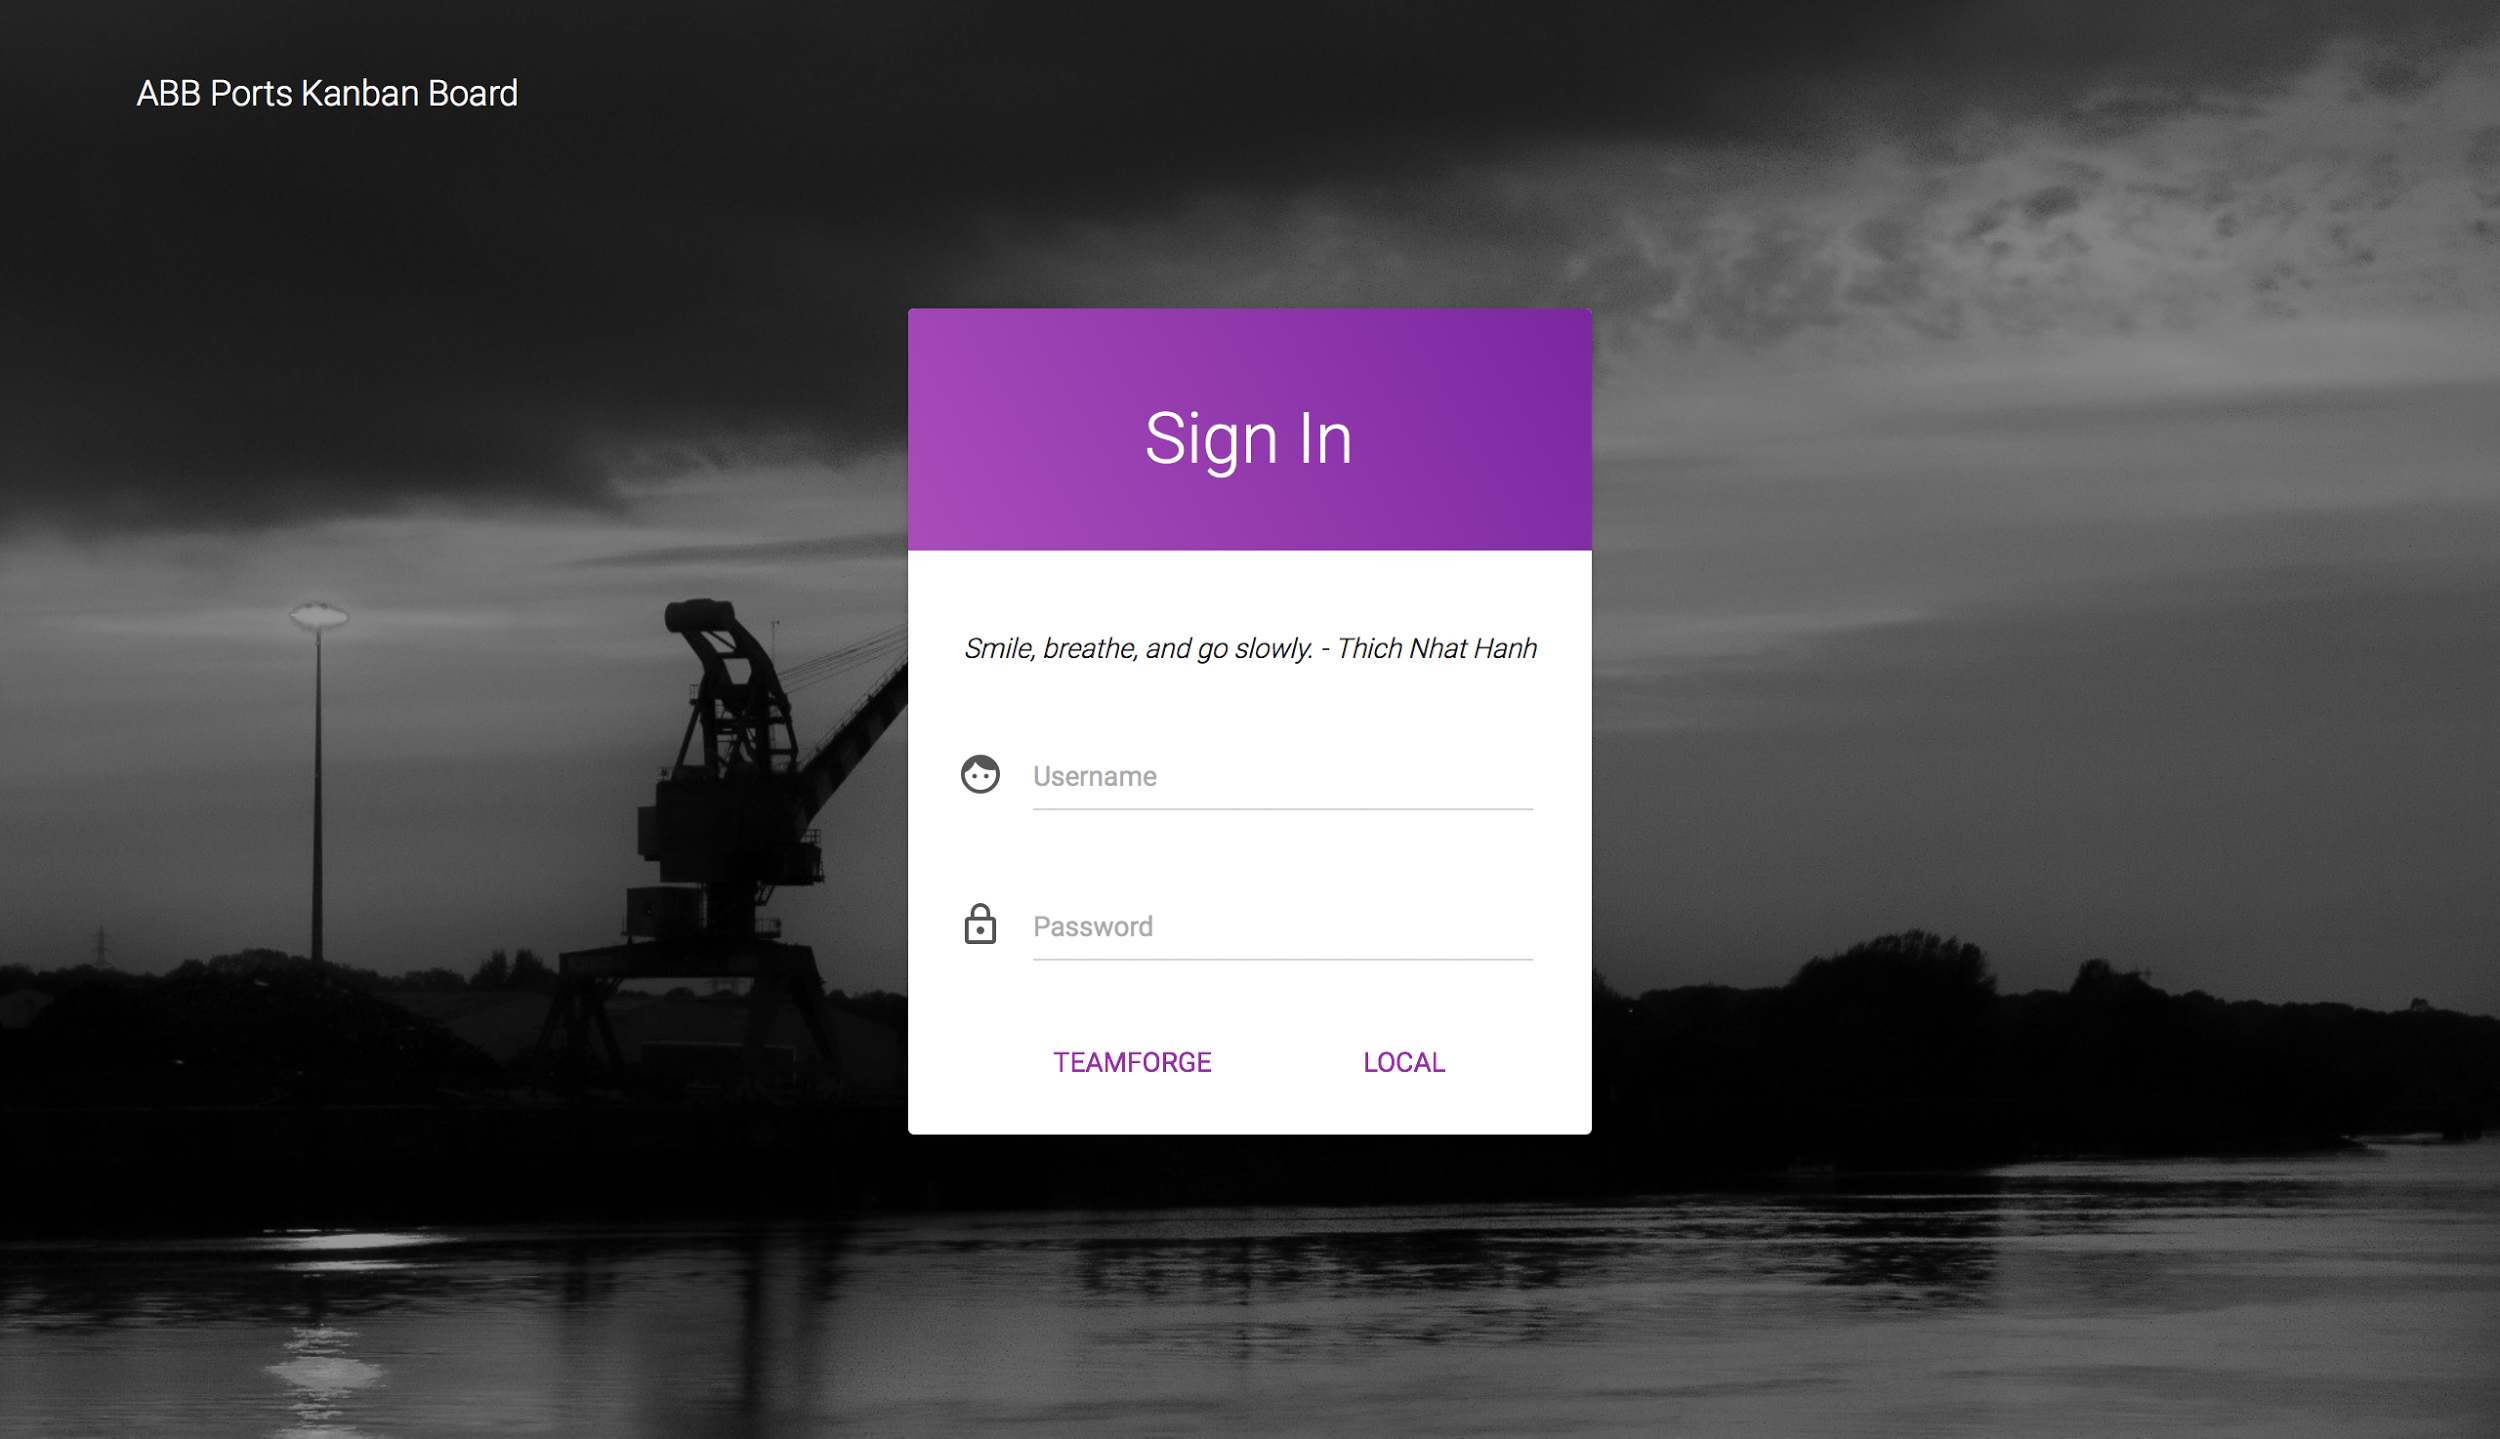 ABB Ports Kanban Board
Sign In
Smile, breathe, and go slowly. - Thich Nhat Hanh
Username
Password
TEAMFORGE LOCAL